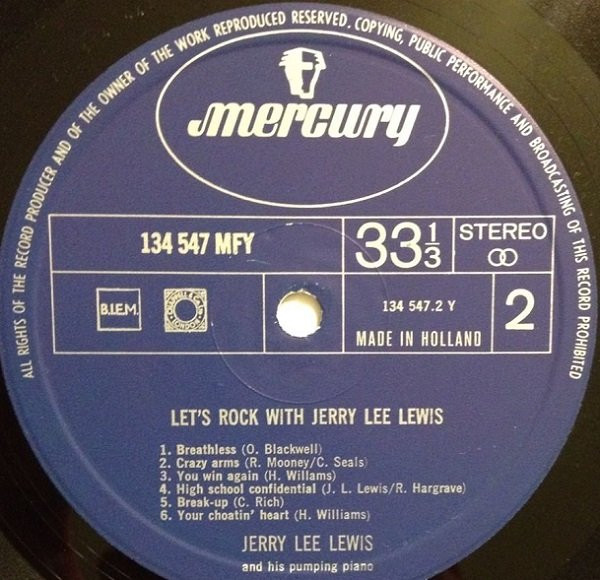 ALL RIGHTS OF THE RECORD PRODUCER AND OF THE OWNER OF THE WORK REPRODUCED RESERVED. COPYING, PUBLIC PERFORMANCE AND BROADCASTING OF THIS RECORD PROHIBITED
mercury
134 547 MFY
33 1/3
STEREO
B.I.E.M.
134 547.2 Y
MADE IN HOLLAND
2
LET'S ROCK WITH JERRY LEE LEWIS
1. Breathless (O. Blackwell)
2. Crazy arms (R. Mooney/C. Seals)
3. You win again (H. Willams)
4. High school confidential (J. L. Lewis/R. Hargrave)
5. Break-up (C. Rich)
6. Your choatin' heart (H. Williams)
JERRY LEE LEWIS
and his pumping piano